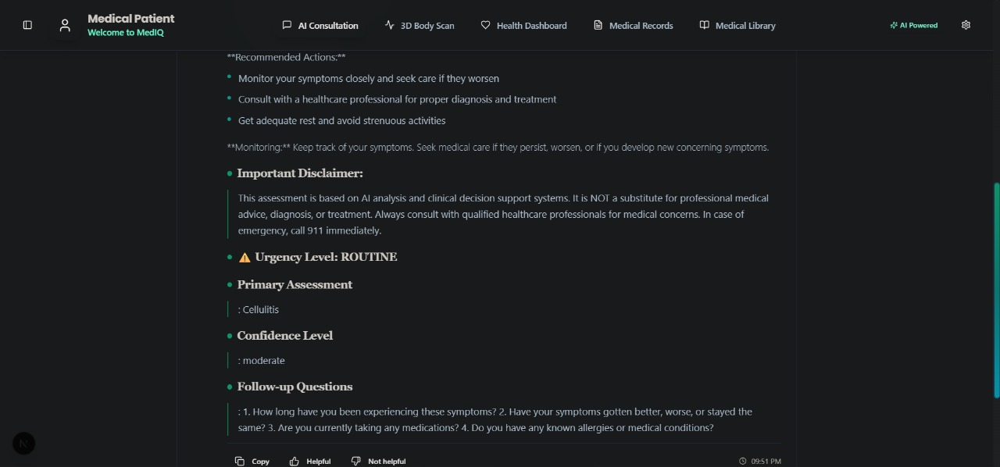 Medical Patient
Welcome to MedIQ
AI Consultation
3D Body Scan
Health Dashboard
Medical Records
Medical Library
AI Powered
**Recommended Actions:**
Monitor your symptoms closely and seek care if they worsen
Consult with a healthcare professional for proper diagnosis and treatment
Get adequate rest and avoid strenuous activities
**Monitoring:** Keep track of your symptoms. Seek medical care if they persist, worsen, or if you develop new concerning symptoms.
Important Disclaimer:
This assessment is based on AI analysis and clinical decision support systems. It is NOT a substitute for professional medical
advice, diagnosis, or treatment. Always consult with qualified healthcare professionals for medical concerns. In case of
emergency, call 911 immediately.
⚠️ Urgency Level: ROUTINE
Primary Assessment
: Cellulitis
Confidence Level
: moderate
Follow-up Questions
: 1. How long have you been experiencing these symptoms? 2. Have your symptoms gotten better, worse, or stayed the
same? 3. Are you currently taking any medications? 4. Do you have any known allergies or medical conditions?
N
Copy
Helpful
Not helpful
09:51 PM